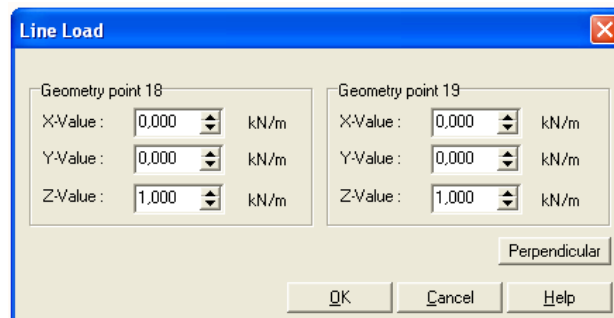 Line Load
Geometry point 18
X-Value : 0,000 kN/m
Y-Value : 0,000 kN/m
Z-Value : 1,000 kN/m
Geometry point 19
X-Value : 0,000 kN/m
Y-Value : 0,000 kN/m
Z-Value : 1,000 kN/m
Perpendicular
OK
Cancel
Help